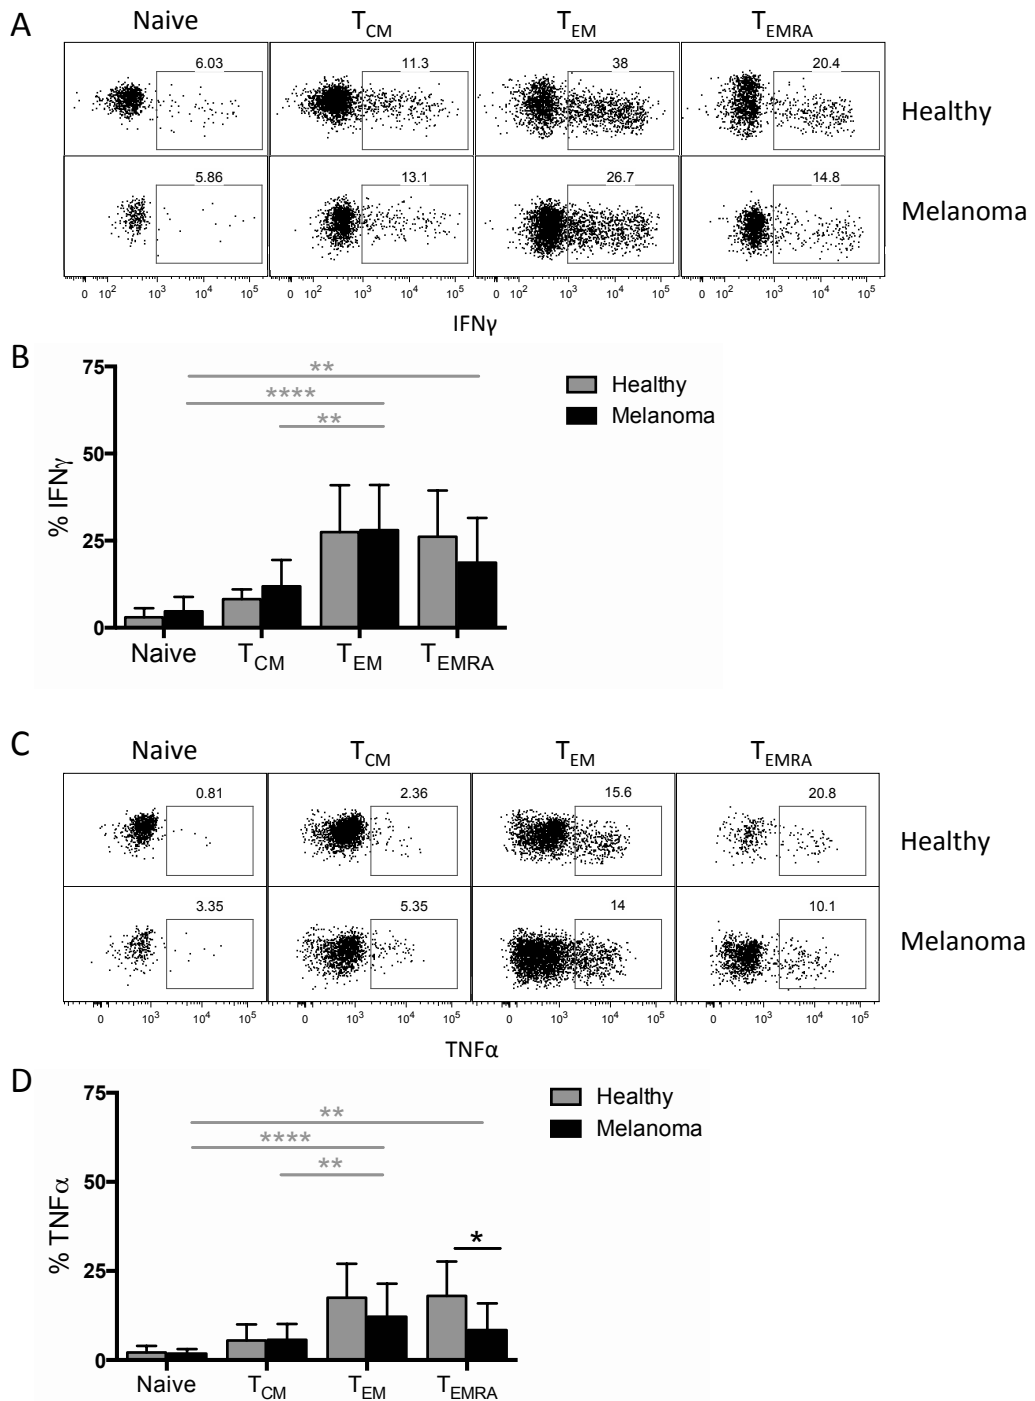 A
Naive TCM TEM TEMRA
6.03 11.3 38 20.4
Healthy
5.86 13.1 26.7 14.8
Melanoma
0 10² 10³ 10⁴ 10⁵ 0 10² 10³ 10⁴ 10⁵ 0 10² 10³ 10⁴ 10⁵ 0 10² 10³ 10⁴ 10⁵
IFNγ
B
75
**
Healthy
****
Melanoma
**
50
% IFNγ
25
0
Naive TCM TEM TEMRA
C
Naive TCM TEM TEMRA
0.81 2.36 15.6 20.8
Healthy
3.35 5.35 14 10.1
Melanoma
0 10³ 10⁴ 10⁵ 0 10³ 10⁴ 10⁵ 0 10³ 10⁴ 10⁵ 0 10³ 10⁴ 10⁵
TNFα
D
75
Healthy
**
Melanoma
****
**
50
% TNFα
*
25
0
Naive TCM TEM TEMRA